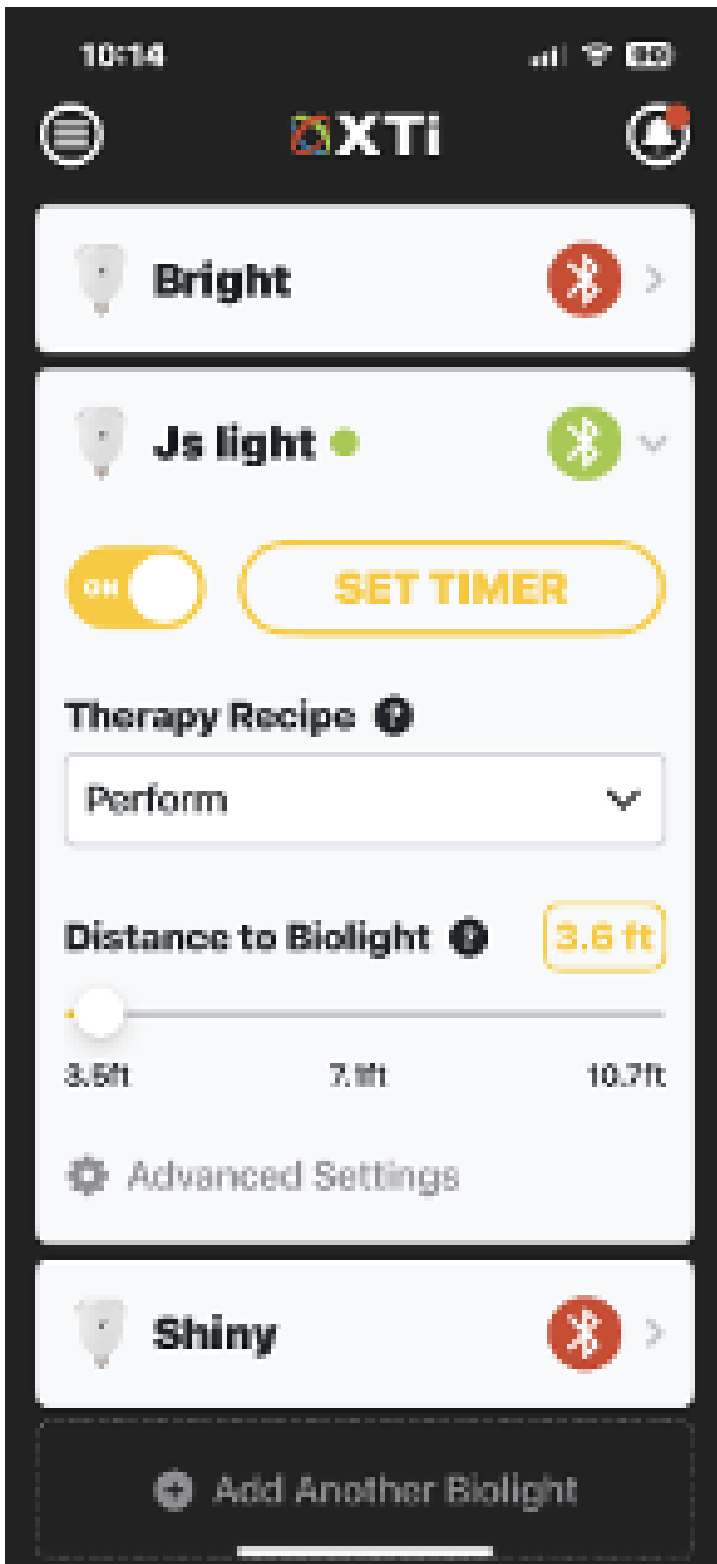 10:14
XTi
Bright
Js light
ON
SET TIMER
Therapy Recipe ?
Perform
Distance to Biolight ?
3.6 ft
3.5ft 7.1ft 10.7ft
Advanced Settings
Shiny
Add Another Biolight